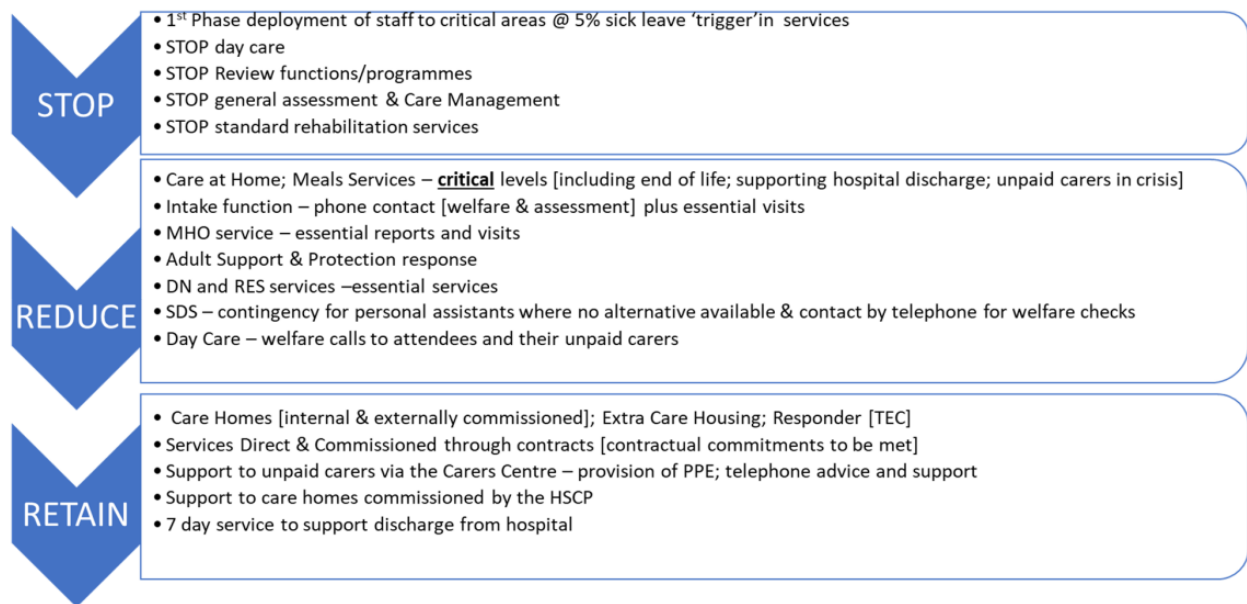 STOP
• 1st Phase deployment of staff to critical areas @ 5% sick leave ‘trigger’in services
• STOP day care
• STOP Review functions/programmes
• STOP general assessment & Care Management
• STOP standard rehabilitation services
REDUCE
• Care at Home; Meals Services – critical levels [including end of life; supporting hospital discharge; unpaid carers in crisis]
• Intake function – phone contact [welfare & assessment] plus essential visits
• MHO service – essential reports and visits
• Adult Support & Protection response
• DN and RES services –essential services
• SDS – contingency for personal assistants where no alternative available & contact by telephone for welfare checks
• Day Care – welfare calls to attendees and their unpaid carers
RETAIN
• Care Homes [internal & externally commissioned]; Extra Care Housing; Responder [TEC]
• Services Direct & Commissioned through contracts [contractual commitments to be met]
• Support to unpaid carers via the Carers Centre – provision of PPE; telephone advice and support
• Support to care homes commissioned by the HSCP
• 7 day service to support discharge from hospital